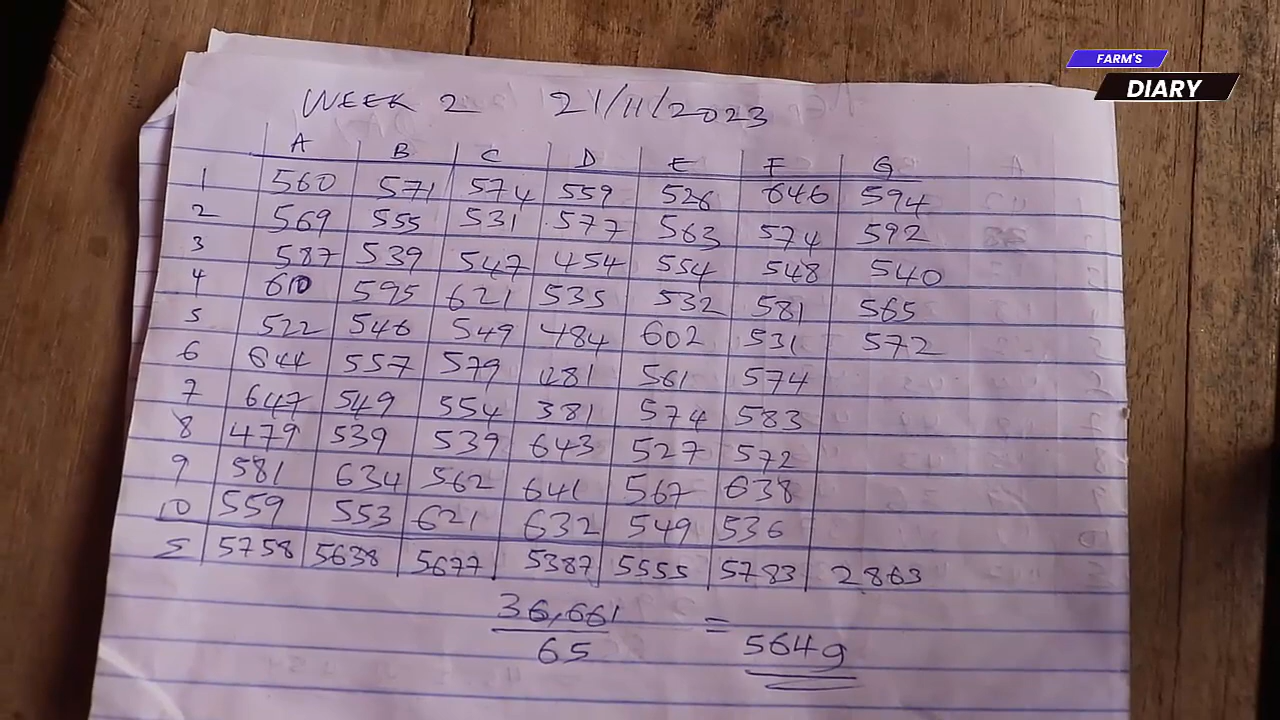 FARM'S
DIARY
WEEK 2 21/11/2023
A B C D E F G
1 560 571 574 559 526 646 594
2 569 555 531 577 563 574 592
3 587 539 547 454 554 548 540
4 610 595 621 535 532 581 565
5 522 546 549 484 602 531 572
6 644 557 579 481 561 574
7 647 549 554 381 574 583
8 479 539 539 643 527 572
9 581 634 562 641 567 638
10 559 553 621 632 549 536
Σ 5758 5638 5677 5387 5555 5783 2863
36,661
65 = 564g